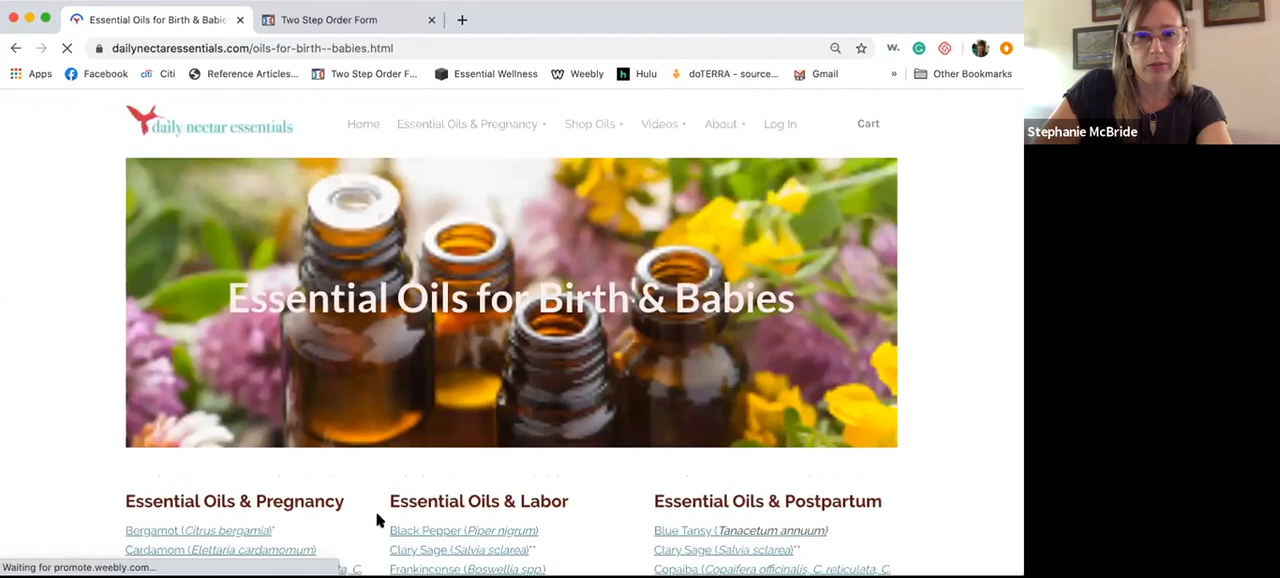 Essential Oils for Birth & Babie
Two Step Order Form
dailynectaressentials.com/oils-for-birth--babies.html
W.
Apps Facebook citi Citi Reference Articles... Two Step Order F... Essential Wellness Weebly h Hulu doTERRA - source... Gmail » Other Bookmarks
Stephanie McBride
daily nectar essentials
Home Essential Oils & Pregnancy Shop Oils Videos About Log In Cart
Essential Oils for Birth & Babies
Essential Oils & Pregnancy Essential Oils & Labor Essential Oils & Postpartum
Bergamot (Citrus bergamia)* Black Pepper (Piper nigrum) Blue Tansy (Tanacetum annuum)
Cardamom (Elettaria cardamomum) Clary Sage (Salvia sclarea)** Clary Sage (Salvia sclarea)**
Waiting for promote.weebly.com... ta, C. Frankincense (Boswellia spp.) Copaiba (Copaifera officinalis, C. reticulata, C.